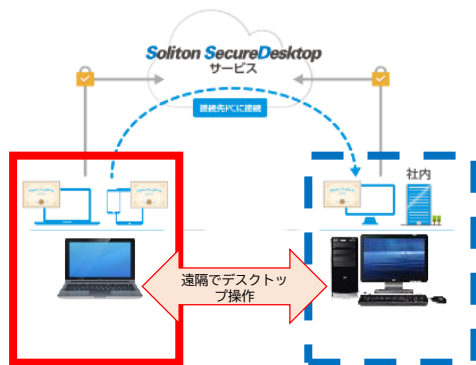 Soliton SecureDesktop
サービス
接続先PCに接続
社内
遠隔でデスクトッ
プ操作